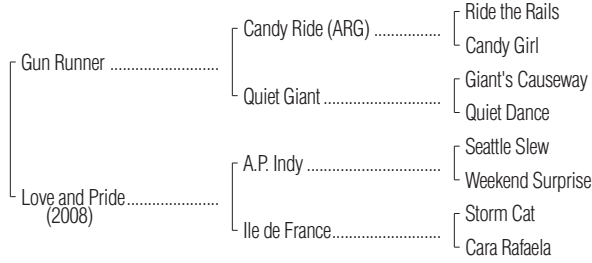 Ride the Rails
Candy Ride (ARG) ................
Candy Girl
Gun Runner ..........................
Giant's Causeway
Quiet Giant ............................
Quiet Dance
Seattle Slew
A.P. Indy ................................
Weekend Surprise
Love and Pride......................
(2008)
Storm Cat
Ile de France..........................
Cara Rafaela